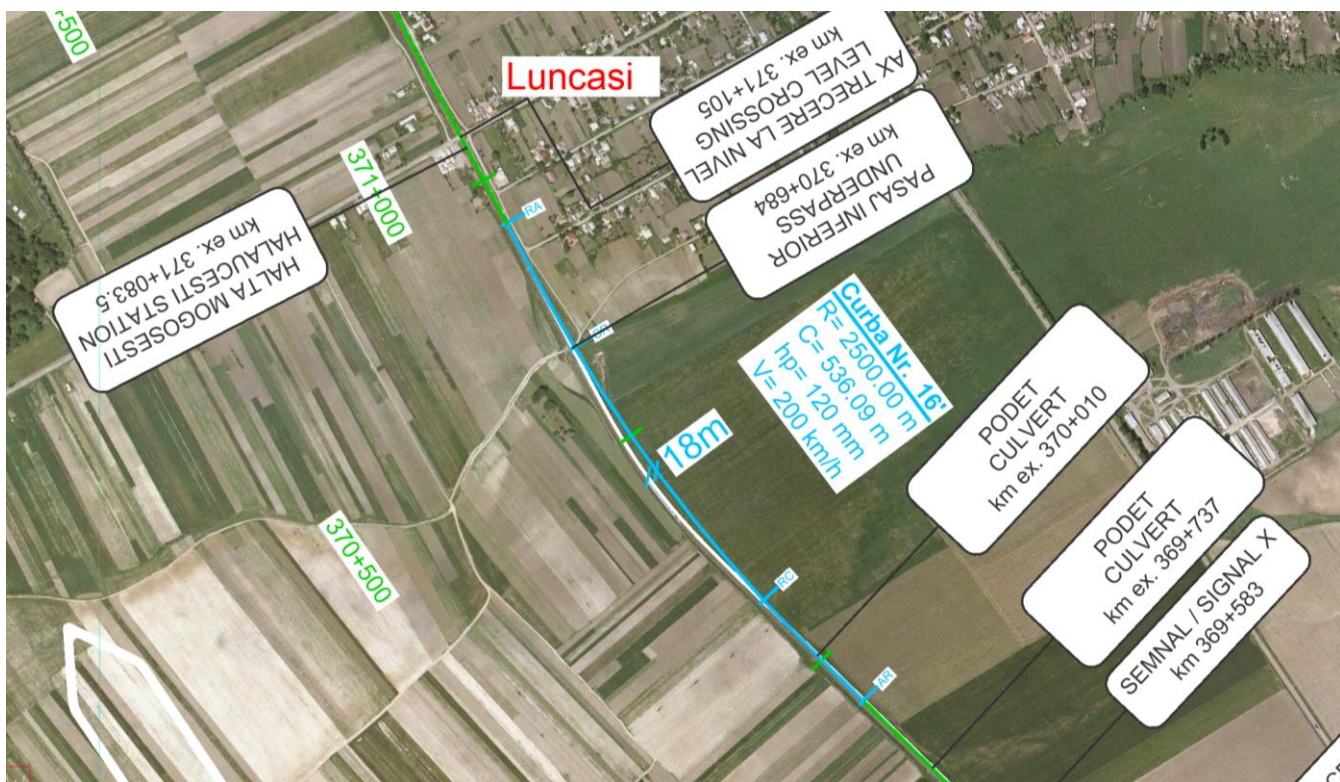 +500
Luncasi
AX TRECERE LA NIVEL
LEVEL CROSSING
km ex. 371+105
PASAJ INFERIOR
UNDERPASS
km ex. 370+684
371+000
HALTA MOGOSESTI
HALAUCESTI STATION
km ex. 371+083.5
RA
Curba Nr. 16'
R= 2500.00 m
C= 536.09 m
hp= 120 mm
V= 200 km/h
18m
370+500
PODET
CULVERT
km ex. 370+010
PODET
CULVERT
km ex. 369+737
SEMNAL / SIGNAL X
km 369+583
RC
AR